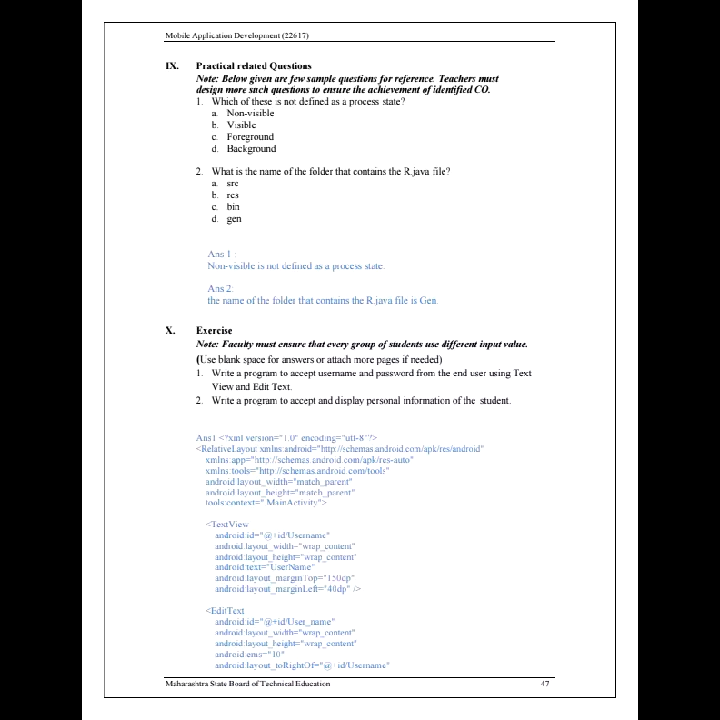 Mobile Application Development (22617)
IX. Practical related Questions
Note: Below given are few sample questions for reference. Teachers must
design more such questions to ensure the achievement of identified CO.
1. Which of these is not defined as a process state?
a. Non-visible
b. Visible
c. Foreground
d. Background
2. What is the name of the folder that contains the R.java file?
a. src
b. res
c. bin
d. gen
Ans 1 :
Non-visible is not defined as a process state.
Ans 2:
the name of the folder that contains the R.java file is Gen.
X. Exercise
Note: Faculty must ensure that every group of students use different input value.
(Use blank space for answers or attach more pages if needed)
1. Write a program to accept username and password from the end user using Text
View and Edit Text.
2. Write a program to accept and display personal information of the student.
Ans1 <?xml version="1.0" encoding="utf-8"?>
<RelativeLayout xmlns:android="http://schemas.android.com/apk/res/android"
xmlns:app="http://schemas.android.com/apk/res-auto"
xmlns:tools="http://schemas.android.com/tools"
android:layout_width="match_parent"
android:layout_height="match_parent"
tools:context=".MainActivity">
<TextView
android:id="@+id/Username"
android:layout_width="wrap_content"
android:layout_height="wrap_content"
android:text="UserName"
android:layout_marginTop="150dp"
android:layout_marginLeft="40dp" />
<EditText
android:id="@+id/User_name"
android:layout_width="wrap_content"
android:layout_height="wrap_content"
android:ems="10"
android:layout_toRightOf="@+id/Username"
Maharashtra State Board of Technical Education 47